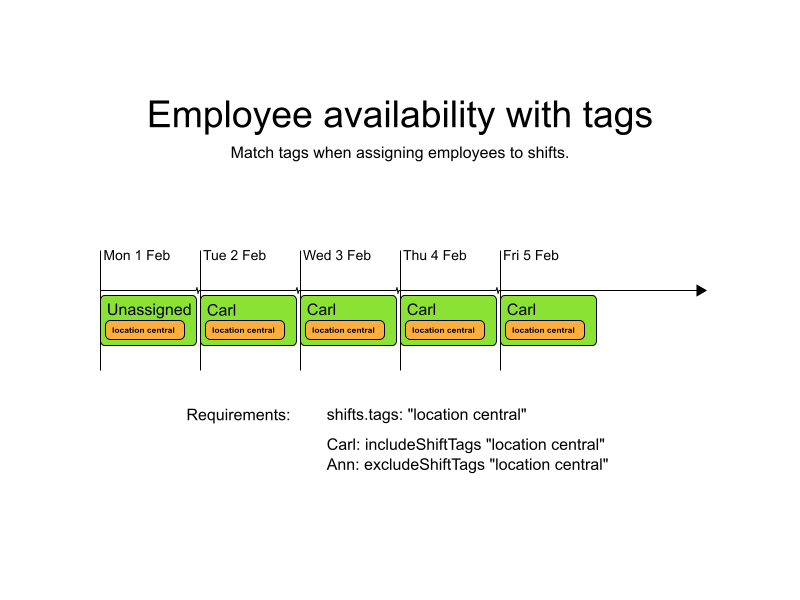 Employee availability with tags
Match tags when assigning employees to shifts.
Mon 1 Feb Tue 2 Feb Wed 3 Feb Thu 4 Feb Fri 5 Feb
Unassigned Carl Carl Carl Carl
location central location central location central location central location central
Requirements: shifts.tags: "location central"
Carl: includeShiftTags "location central"
Ann: excludeShiftTags "location central"